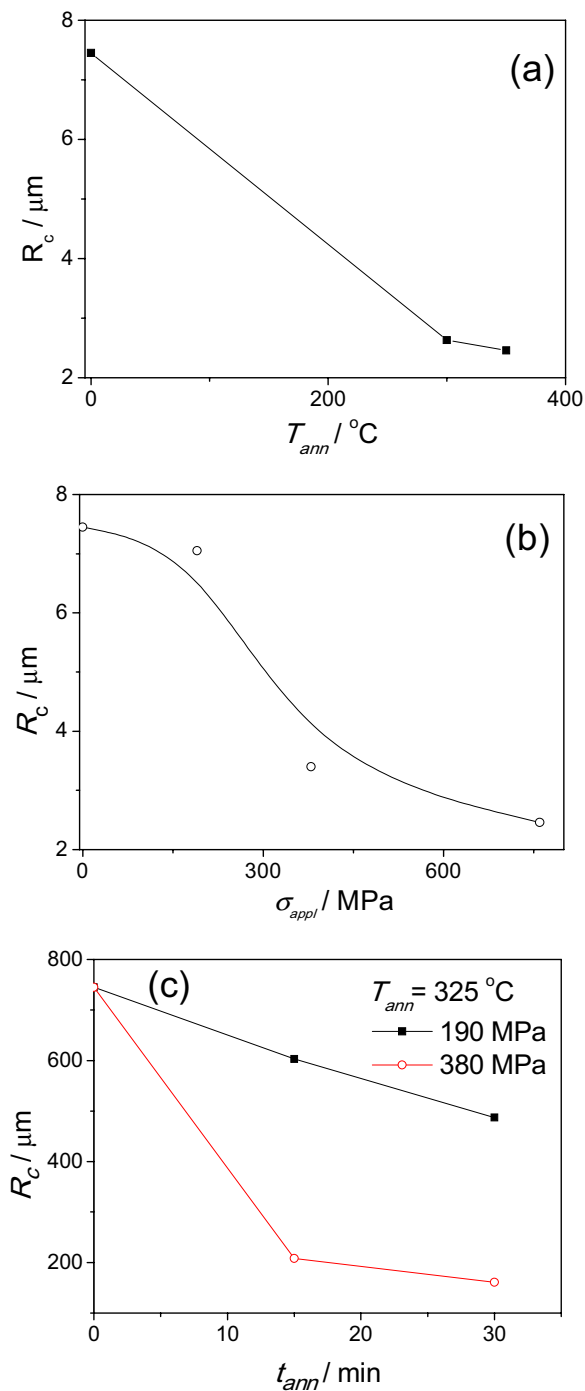 8
(a)
6
R_c / μm
4
2
0
200
400
T_ann / °C
8
(b)
6
R_c / μm
4
2
0
300
600
σ_appl / MPa
800
(c)
T_ann = 325 °C
190 MPa
380 MPa
600
R_c / μm
400
200
0
10
20
30
t_ann / min